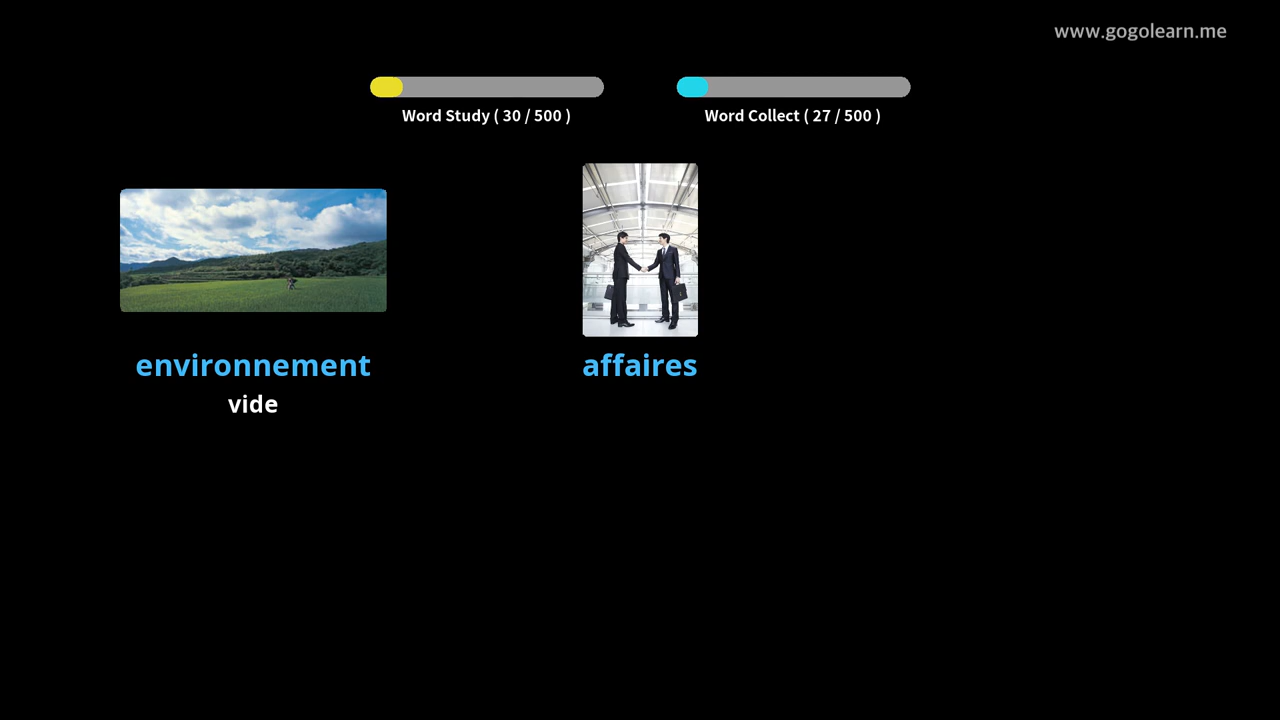 www.gogolearn.me
Word Study ( 30 / 500 )
Word Collect ( 27 / 500 )
environnement
vide
affaires